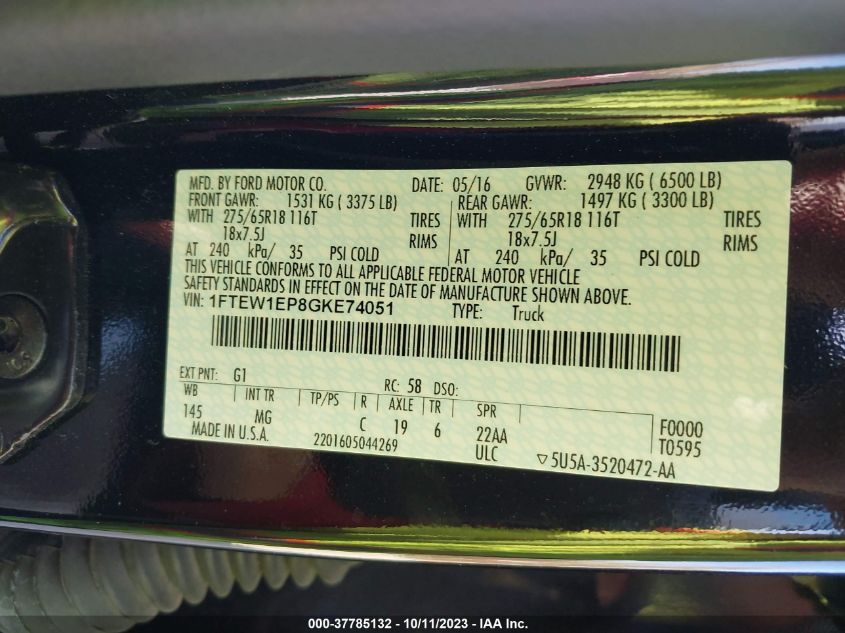 MFD. BY FORD MOTOR CO. DATE: 05/16 GVWR: 2948 KG ( 6500 LB)
FRONT GAWR: 1531 KG ( 3375 LB) REAR GAWR: 1497 KG ( 3300 LB)
WITH 275/65R18 116T TIRES WITH 275/65R18 116T TIRES
18x7.5J RIMS 18x7.5J RIMS
AT 240 kPa/ 35 PSI COLD AT 240 kPa/ 35 PSI COLD
THIS VEHICLE CONFORMS TO ALL APPLICABLE FEDERAL MOTOR VEHICLE
SAFETY STANDARDS IN EFFECT ON THE DATE OF MANUFACTURE SHOWN ABOVE.
VIN: 1FTEW1EP8GKE74051 TYPE: Truck
EXT PNT: G1 RC: 58 DSO:
WB INT TR TP/PS R AXLE TR SPR F0000
145 MG C 19 6 22AA T0595
MADE IN U.S.A. 2201605044269 ULC ▽5U5A-3520472-AA
000-37785132 - 10/11/2023 - IAA Inc.